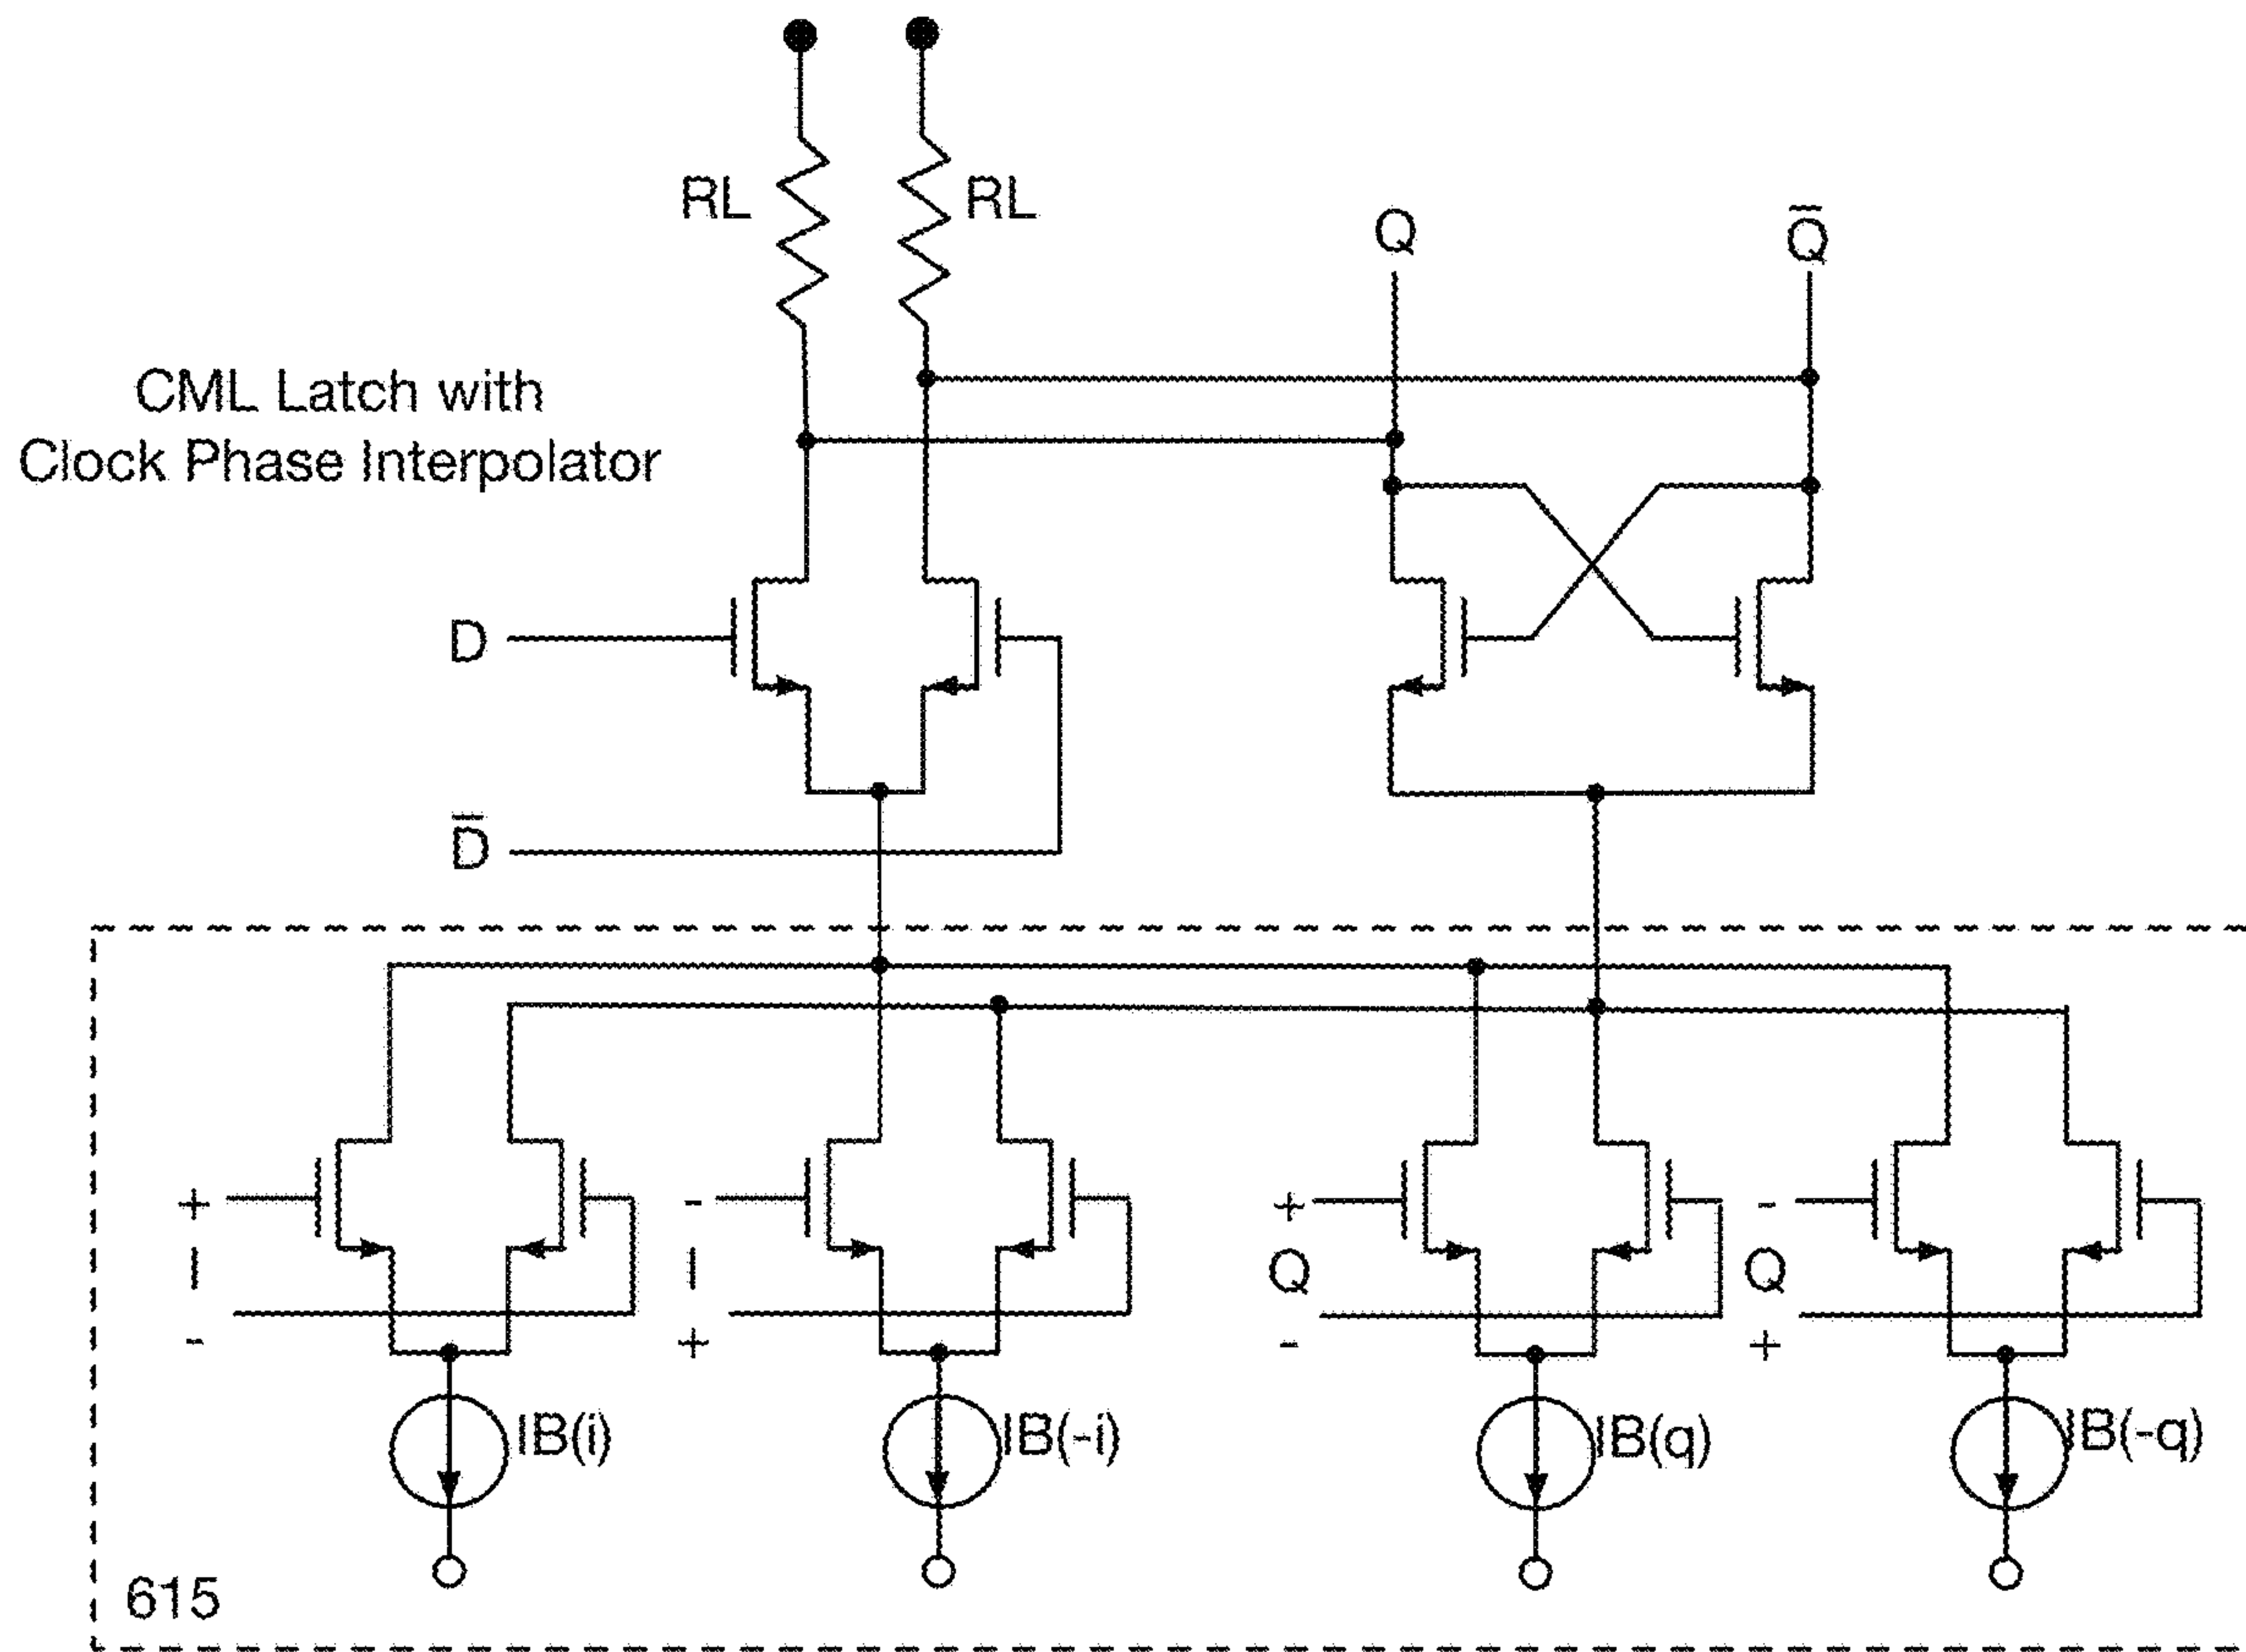 RL RL
Q Q̅
CML Latch with
Clock Phase Interpolator
D
D̅
+ - + -
I I Q Q
- + - +
IB(i) IB(-i) IB(q) IB(-q)
615